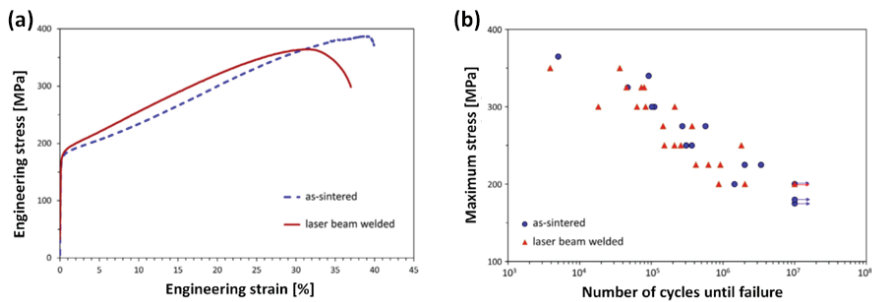 (a)
Engineering stress [MPa]
400
300
200
100
0
as-sintered
laser beam welded
0 5 10 15 20 25 30 35 40 45
Engineering strain [%]
(b)
Maximum stress [MPa]
400
300
200
100
as-sintered
laser beam welded
10³ 10⁴ 10⁵ 10⁶ 10⁷ 10⁸
Number of cycles until failure